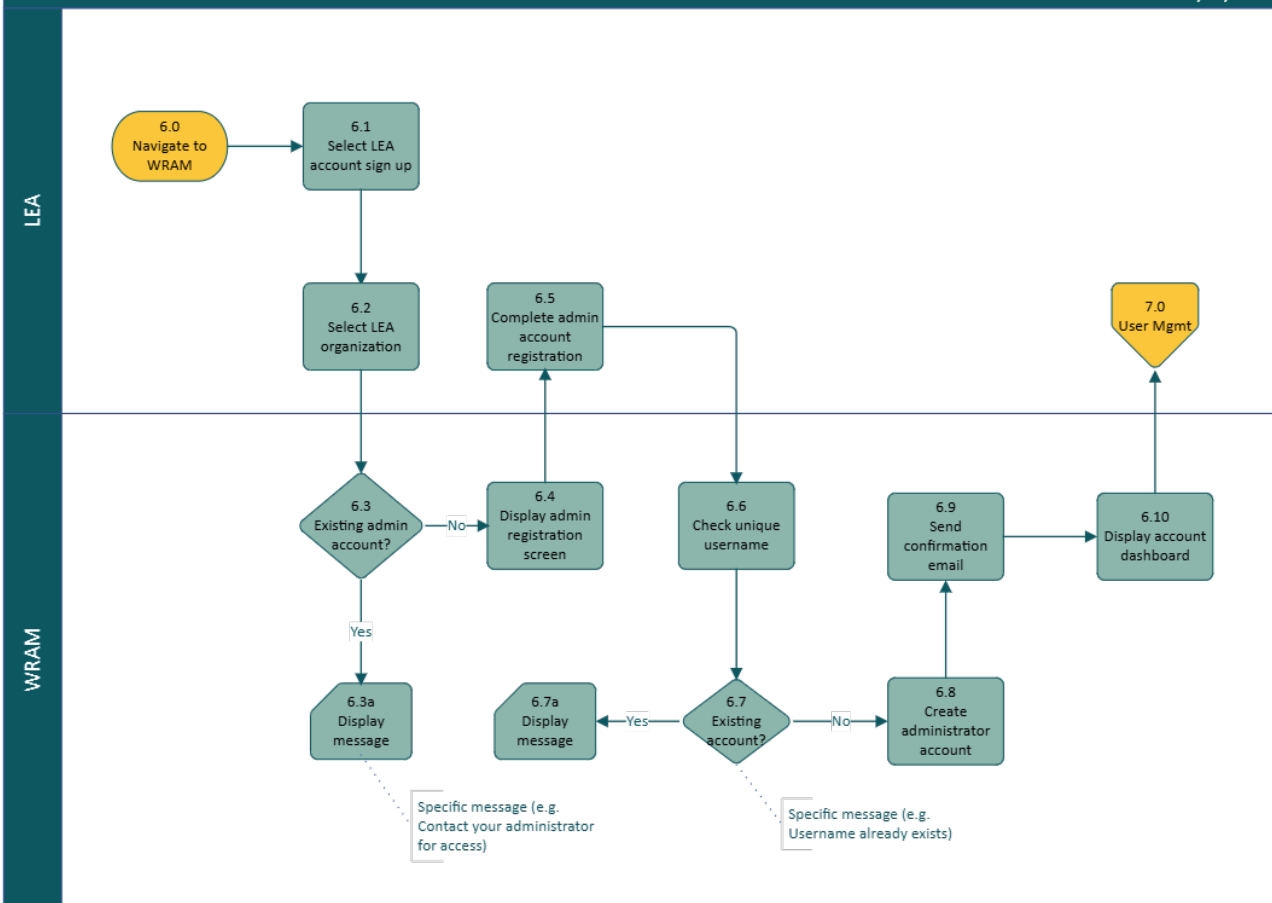 LEA
6.0
Navigate to
WRAM
6.1
Select LEA
account sign up
6.2
Select LEA
organization
6.5
Complete admin
account
registration
7.0
User Mgmt
WRAM
6.3
Existing admin
account?
No
6.4
Display admin
registration
screen
6.6
Check unique
username
6.9
Send
confirmation
email
6.10
Display account
dashboard
Yes
6.3a
Display
message
6.7a
Display
message
Yes
6.7
Existing
account?
No
6.8
Create
administrator
account
Specific message (e.g.
Contact your administrator
for access)
Specific message (e.g.
Username already exists)